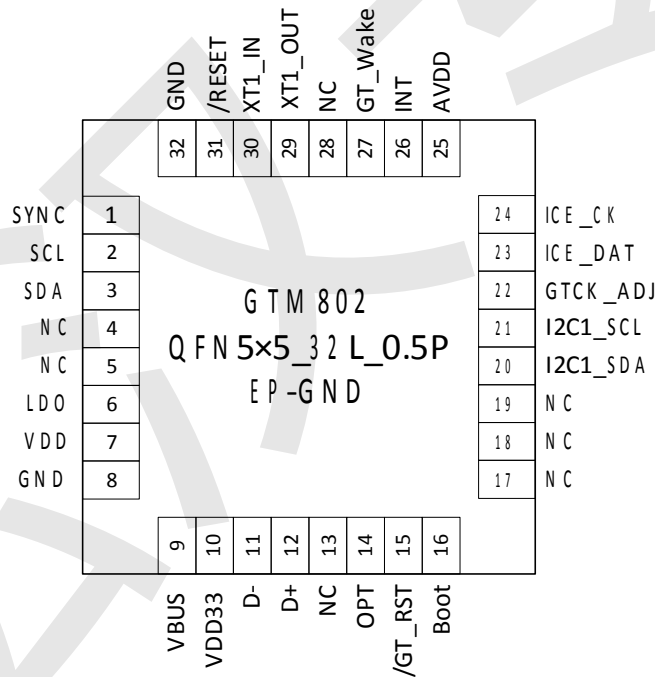 GND
/RESET
XT1_IN
XT1_OUT
NC
GT_Wake
INT
AVDD
32
31
30
29
28
27
26
25
SYNC 1
SCL 2
SDA 3
NC 4
NC 5
LDO 6
VDD 7
GND 8
GTM802
QFN5×5_32L_0.5P
EP-GND
24 ICE_CK
23 ICE_DAT
22 GTCK_ADJ
21 I2C1_SCL
20 I2C1_SDA
19 NC
18 NC
17 NC
9
10
11
12
13
14
15
16
VBUS
VDD33
D-
D+
NC
OPT
/GT_RST
Boot